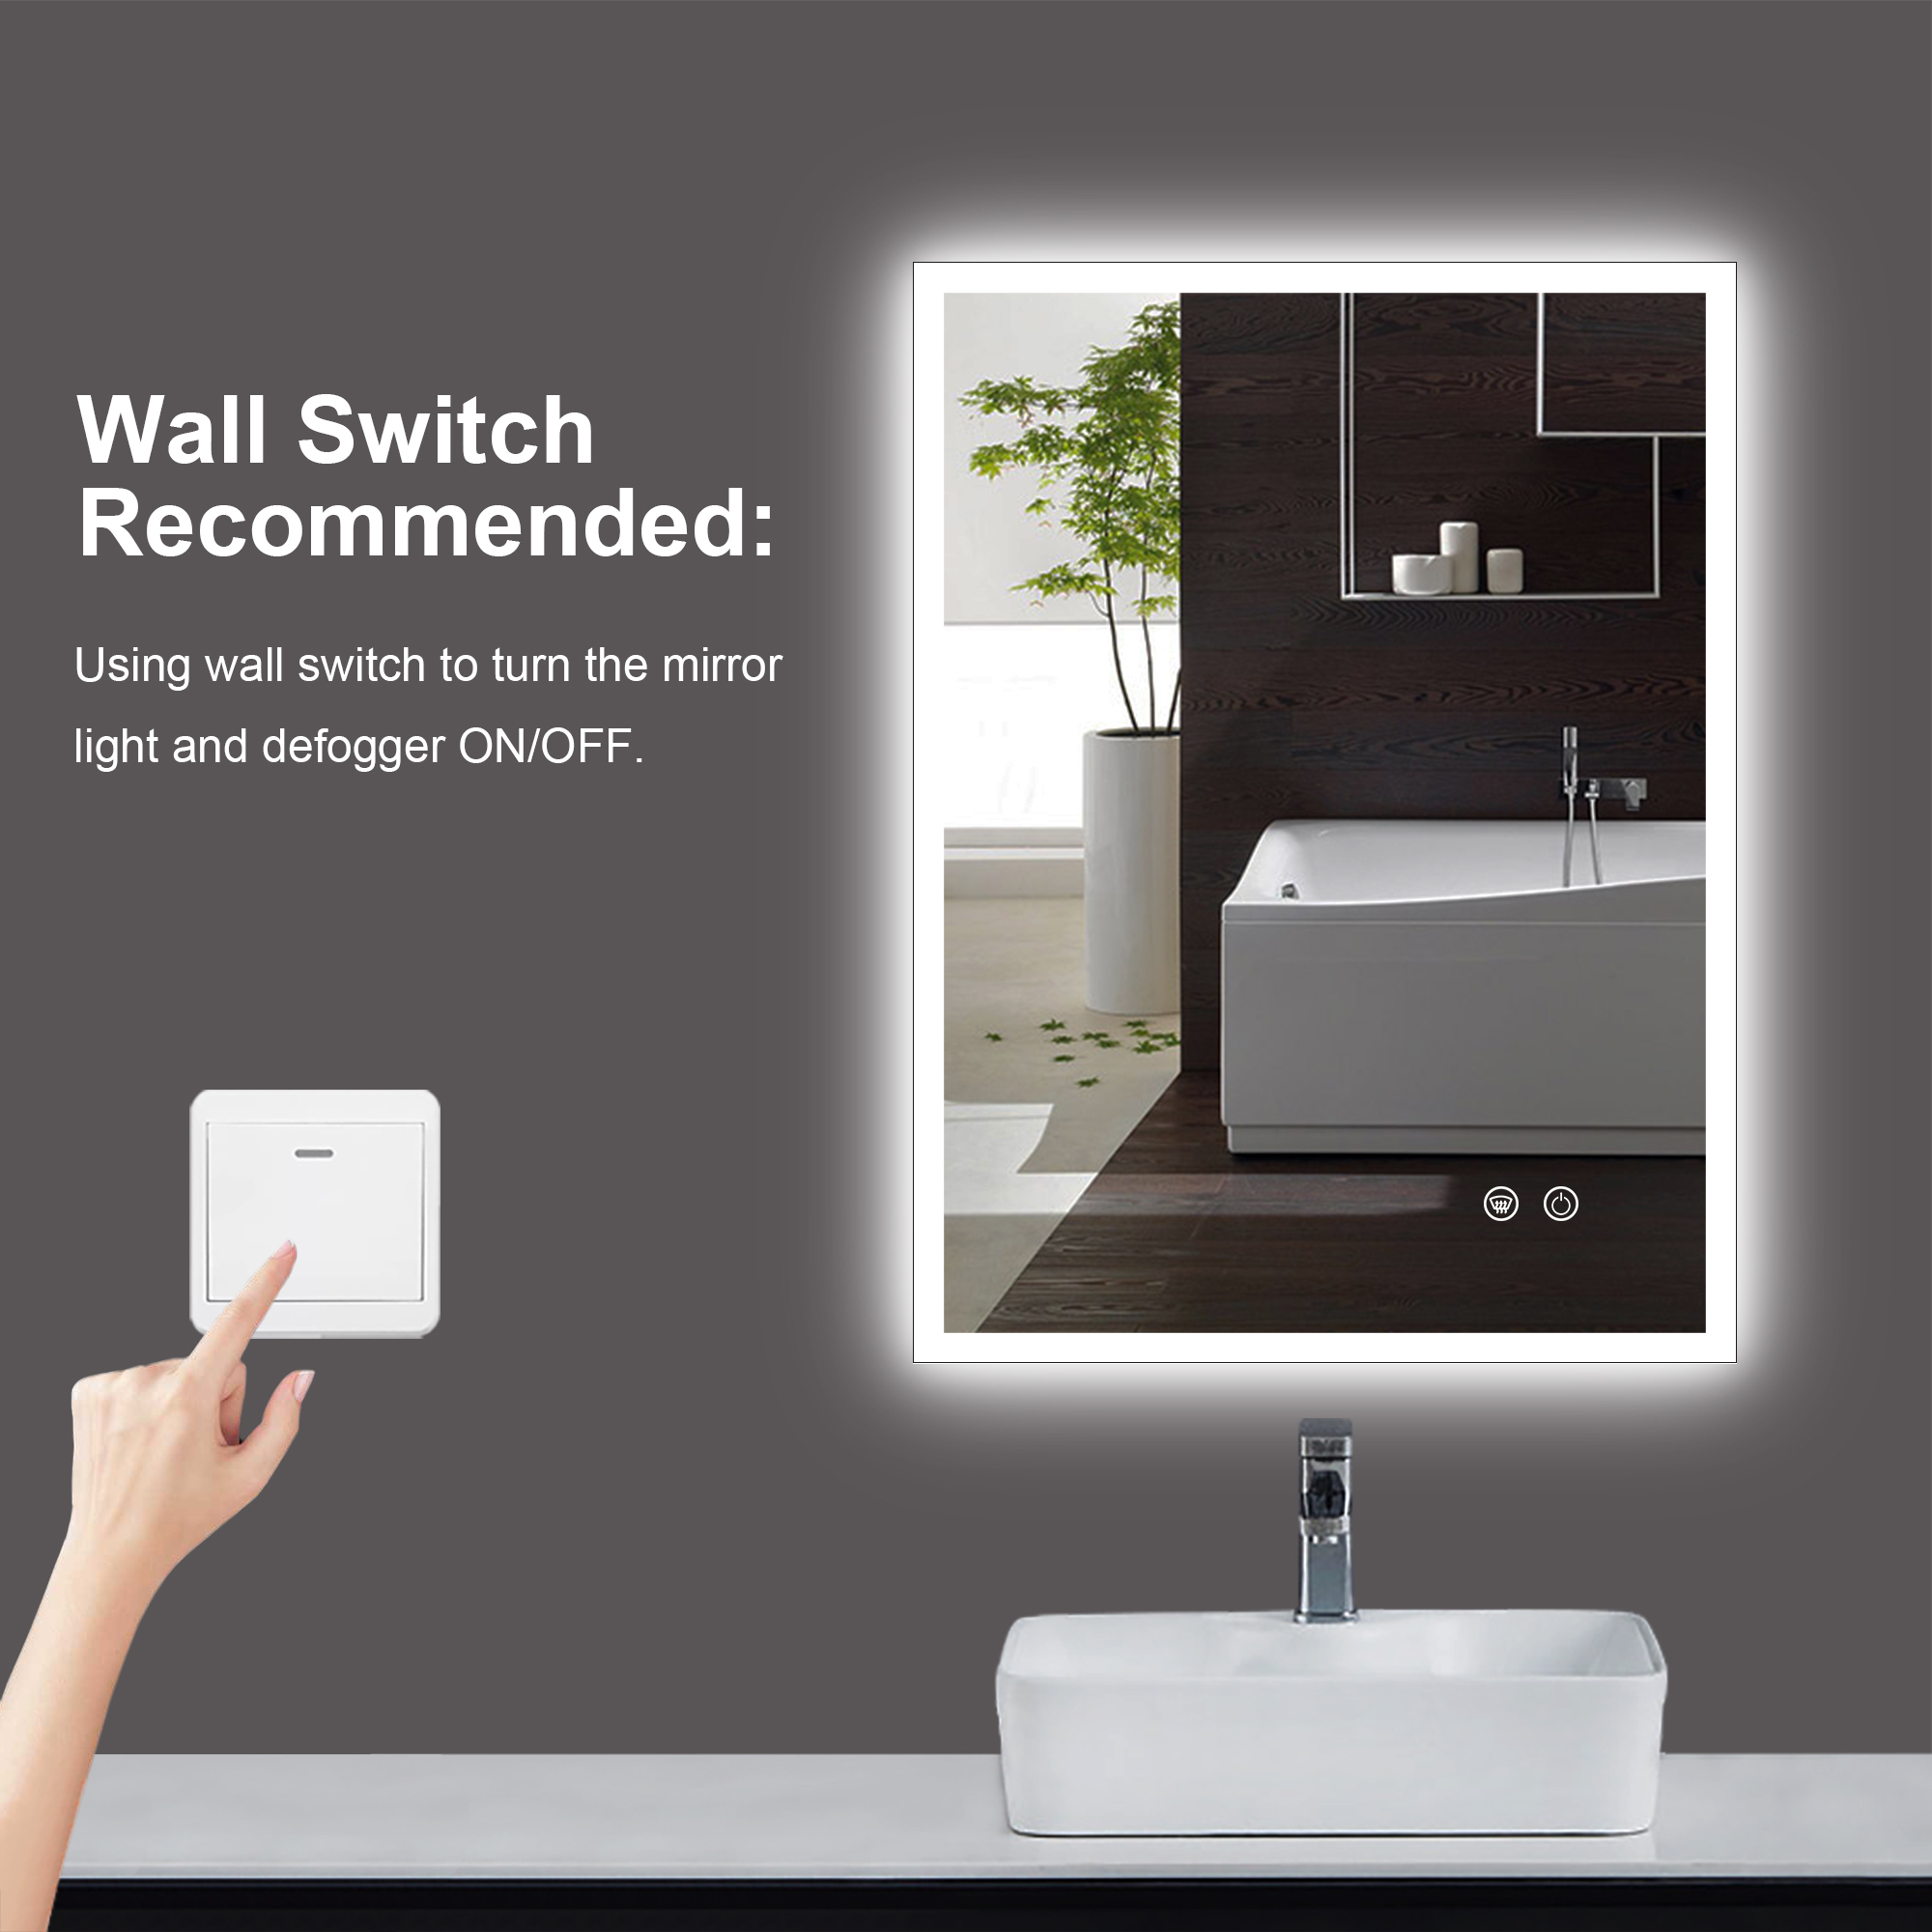 Wall Switch
Recommended:
Using wall switch to turn the mirror
light and defogger ON/OFF.